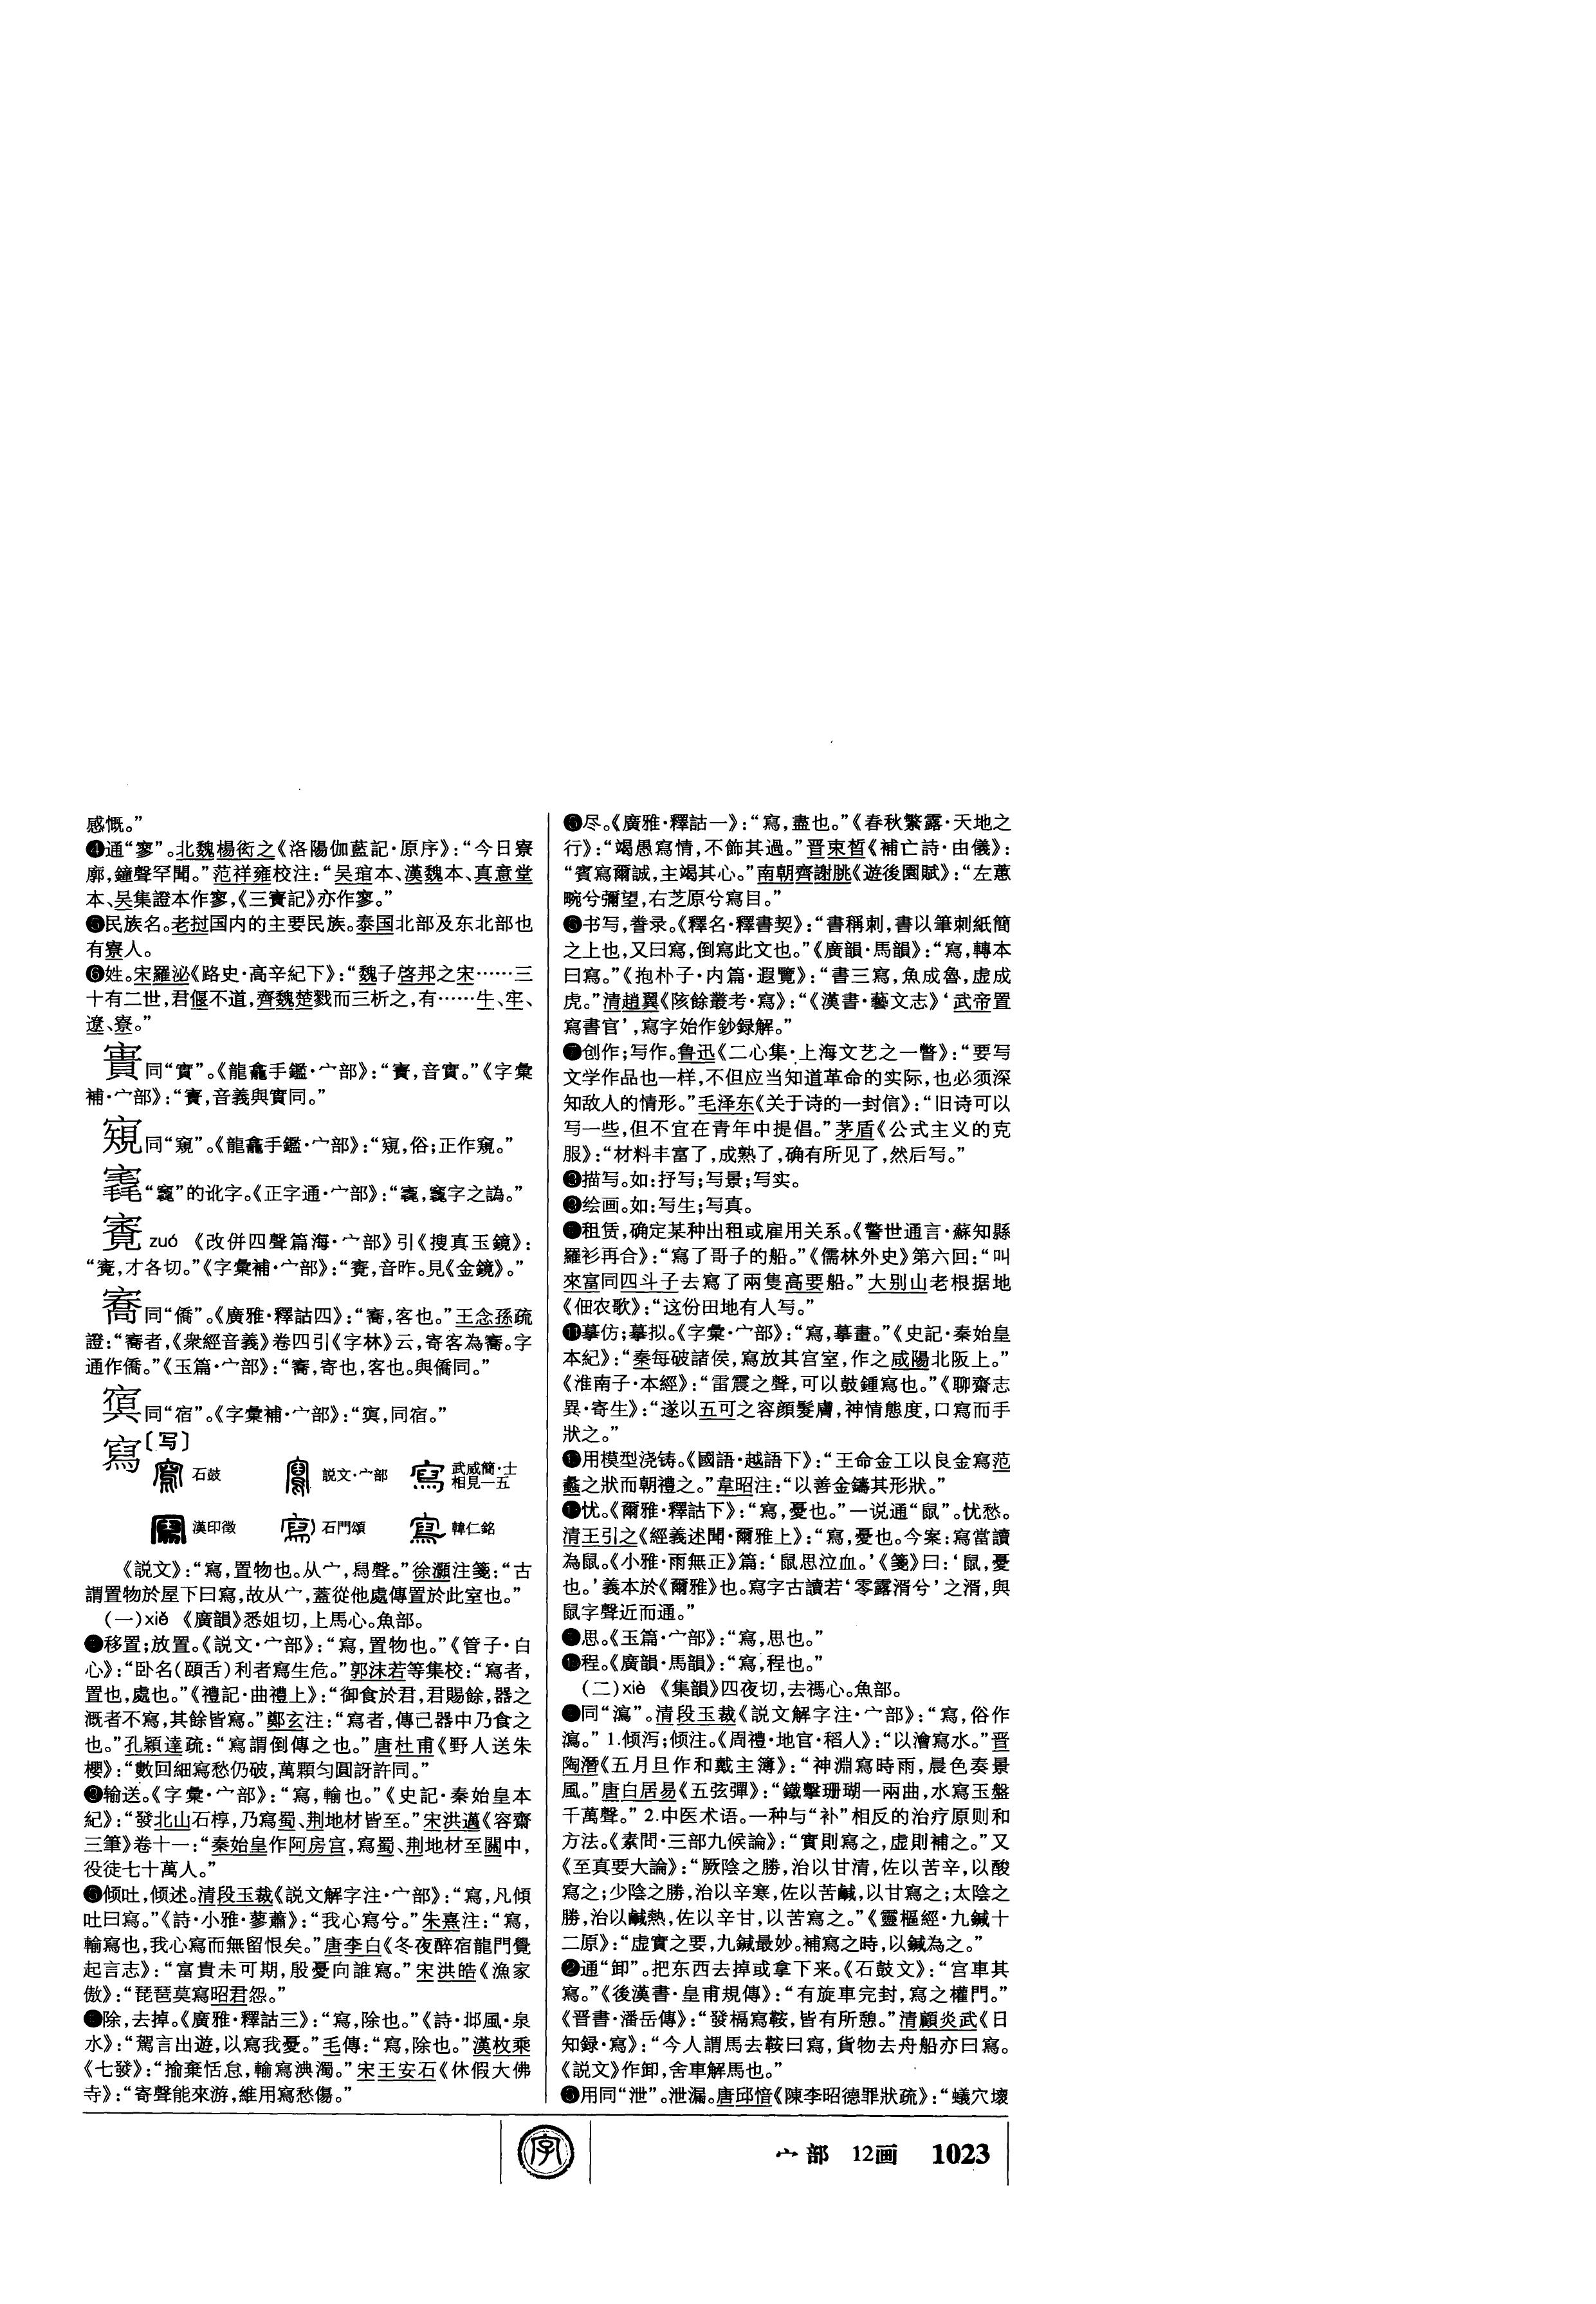 感慨。”
❹通“寥”。北魏楊衒之《洛陽伽藍記·原序》：“今日寮
廓，鐘聲罕聞。”范祥雍校注：“吴琯本、漢魏本、真意堂
本、吴集證本作寥，《三寶記》亦作寥。”
❺民族名。老挝国内的主要民族。泰国北部及东北部也
有寮人。
❻姓。宋羅泌《路史·高辛紀下》：“魏子啓邦之宋……三
十有二世，君偃不道，齊魏楚戮而三析之，有……牛、牢、
遼、寮。”
同“實”。《龍龕手鑑·宀部》：“，音實。”《字彙
補·宀部》：“，音義與實同。”
同“窺”。《龍龕手鑑·宀部》：“，俗；正作窺。”
“竁”的讹字。《正字通·宀部》：“，竁字之譌。”
zuó 《改併四聲篇海·宀部》引《搜真玉鏡》：
“，才各切。”《字彙補·宀部》：“，音昨。見《金鏡》。”
寯同“僑”。《廣雅·釋詁四》：“，客也。”王念孫疏
證：“者，《衆經音義》卷四引《字林》云，寄客為。字
通作僑。”《玉篇·宀部》：“，寄也，客也。與僑同。”
同“宿”。《字彙補·宀部》：“，同宿。”
寫〔写〕
石鼓 説文·宀部 武威簡·士
相見一五
漢印徵 石門頌 韓仁銘
《説文》：“寫，置物也。从宀，舄聲。”徐灝注箋：“古
謂置物於屋下曰寫，故从宀，蓋從他處傳置於此室也。”
（一）xiě 《廣韻》悉姐切，上馬心。魚部。
❶移置；放置。《説文·宀部》：“寫，置物也。”《管子·白
心》：“卧名（頤舌）利者寫生危。”郭沫若等集校：“寫者，
置也，處也。”《禮記·曲禮上》：“御食於君，君賜餘，器之
溉者不寫，其餘皆寫。”鄭玄注：“寫者，傳己器中乃食之
也。”孔穎達疏：“寫謂倒傳之也。”唐杜甫《野人送朱
櫻》：“數回細寫愁仍破，萬顆匀圓訝許同。”
❷输送。《字彙·宀部》：“寫，輸也。”《史記·秦始皇本
紀》：“發北山石椁，乃寫蜀、荆地材皆至。”宋洪邁《容齋
三筆》卷十一：“秦始皇作阿房宫，寫蜀、荆地材至關中，
役徒七十萬人。”
❸倾吐，倾述。清段玉裁《説文解字注·宀部》：“寫，凡傾
吐曰寫。”《詩·小雅·蓼蕭》：“我心寫兮。”朱熹注：“寫，
輸寫也，我心寫而無留恨矣。”唐李白《冬夜醉宿龍門覺
起言志》：“富貴未可期，殷憂向誰寫。”宋洪皓《漁家
傲》：“琵琶莫寫昭君怨。”
❹除，去掉。《廣雅·釋詁三》：“寫，除也。”《詩·邶風·泉
水》：“駕言出遊，以寫我憂。”毛傳：“寫，除也。”漢枚乘
《七發》：“揄棄恬怠，輸寫淟濁。”宋王安石《休假大佛
寺》：“寄聲能來游，維用寫愁傷。”
尽。《廣雅·釋詁一》：“寫，盡也。”《春秋繁露·天地之
行》：“竭愚寫情，不飾其過。”晋束晳《補亡詩·由儀》：
“賓寫爾誠，主竭其心。”南朝齊謝朓《遊後園賦》：“左蕙
畹兮彌望，右芝原兮寫目。”
书写，誊录。《釋名·釋書契》：“書稱刺，書以筆刺紙簡
之上也，又曰寫，倒寫此文也。”《廣韻·馬韻》：“寫，轉本
曰寫。”《抱朴子·内篇·遐覽》：“書三寫，魚成魯，虚成
虎。”清趙翼《陔餘叢考·寫》：“《漢書·藝文志》‘武帝置
寫書官’，寫字始作鈔録解。”
❼创作；写作。鲁迅《二心集·上海文艺之一瞥》：“要写
文学作品也一样，不但应当知道革命的实际，也必须深
知敌人的情形。”毛泽东《关于诗的一封信》：“旧诗可以
写一些，但不宜在青年中提倡。”茅盾《公式主义的克
服》：“材料丰富了，成熟了，确有所见了，然后写。”
❽描写。如：抒写；写景；写实。
❾绘画。如：写生；写真。
租赁，确定某种出租或雇用关系。《警世通言·蘇知縣
羅衫再合》：“寫了哥子的船。”《儒林外史》第六回：“叫
來富同四斗子去寫了兩隻高要船。”大别山老根据地
《佃农歌》：“这份田地有人写。”
⓫摹仿；摹拟。《字彙·宀部》：“寫，摹畫。”《史記·秦始皇
本紀》：“秦每破諸侯，寫放其宫室，作之咸陽北阪上。”
《淮南子·本經》：“雷震之聲，可以鼓鍾寫也。”《聊齋志
異·寄生》：“遂以五可之容顔髮膚，神情態度，口寫而手
狀之。”
用模型浇铸。《國語·越語下》：“王命金工以良金寫范
蠡之狀而朝禮之。”韋昭注：“以善金鑄其形狀。”
忧。《爾雅·釋詁下》：“寫，憂也。”一说通“鼠”。忧愁。
清王引之《經義述聞·爾雅上》：“寫，憂也。今案：寫當讀
為鼠。《小雅·雨無正》篇：‘鼠思泣血。’《箋》曰：‘鼠，憂
也。’義本於《爾雅》也。寫字古讀若‘零露湑兮’之湑，與
鼠字聲近而通。”
思。《玉篇·宀部》：“寫，思也。”
程。《廣韻·馬韻》：“寫，程也。”
（二）xiè 《集韻》四夜切，去禡心。魚部。
❶同“瀉”。清段玉裁《説文解字注·宀部》：“寫，俗作
瀉。”1.倾泻；倾注。《周禮·地官·稻人》：“以澮寫水。”晋
陶潛《五月旦作和戴主簿》：“神淵寫時雨，晨色奏景
風。”唐白居易《五弦彈》：“鐵擊珊瑚一兩曲，水寫玉盤
千萬聲。”2.中医术语。一种与“补”相反的治疗原则和
方法。《素問·三部九候論》：“實則寫之，虚則補之。”又
《至真要大論》：“厥陰之勝，治以甘清，佐以苦辛，以酸
寫之；少陰之勝，治以辛寒，佐以苦鹹，以甘寫之；太陰之
勝，治以鹹熱，佐以辛甘，以苦寫之。”《靈樞經·九鍼十
二原》：“虚實之要，九鍼最妙。補寫之時，以鍼為之。”
❷通“卸”。把东西去掉或拿下来。《石鼓文》：“宫車其
寫。”《後漢書·皇甫規傳》：“有旋車完封，寫之權門。”
《晋書·潘岳傳》：“發槅寫鞍，皆有所憩。”清顧炎武《日
知録·寫》：“今人謂馬去鞍曰寫，貨物去舟船亦曰寫。
《説文》作卸，舍車解馬也。”
❸用同“泄”。泄漏。唐邱愔《陳李昭德罪狀疏》：“蟻穴壞
宀部 12画 1023